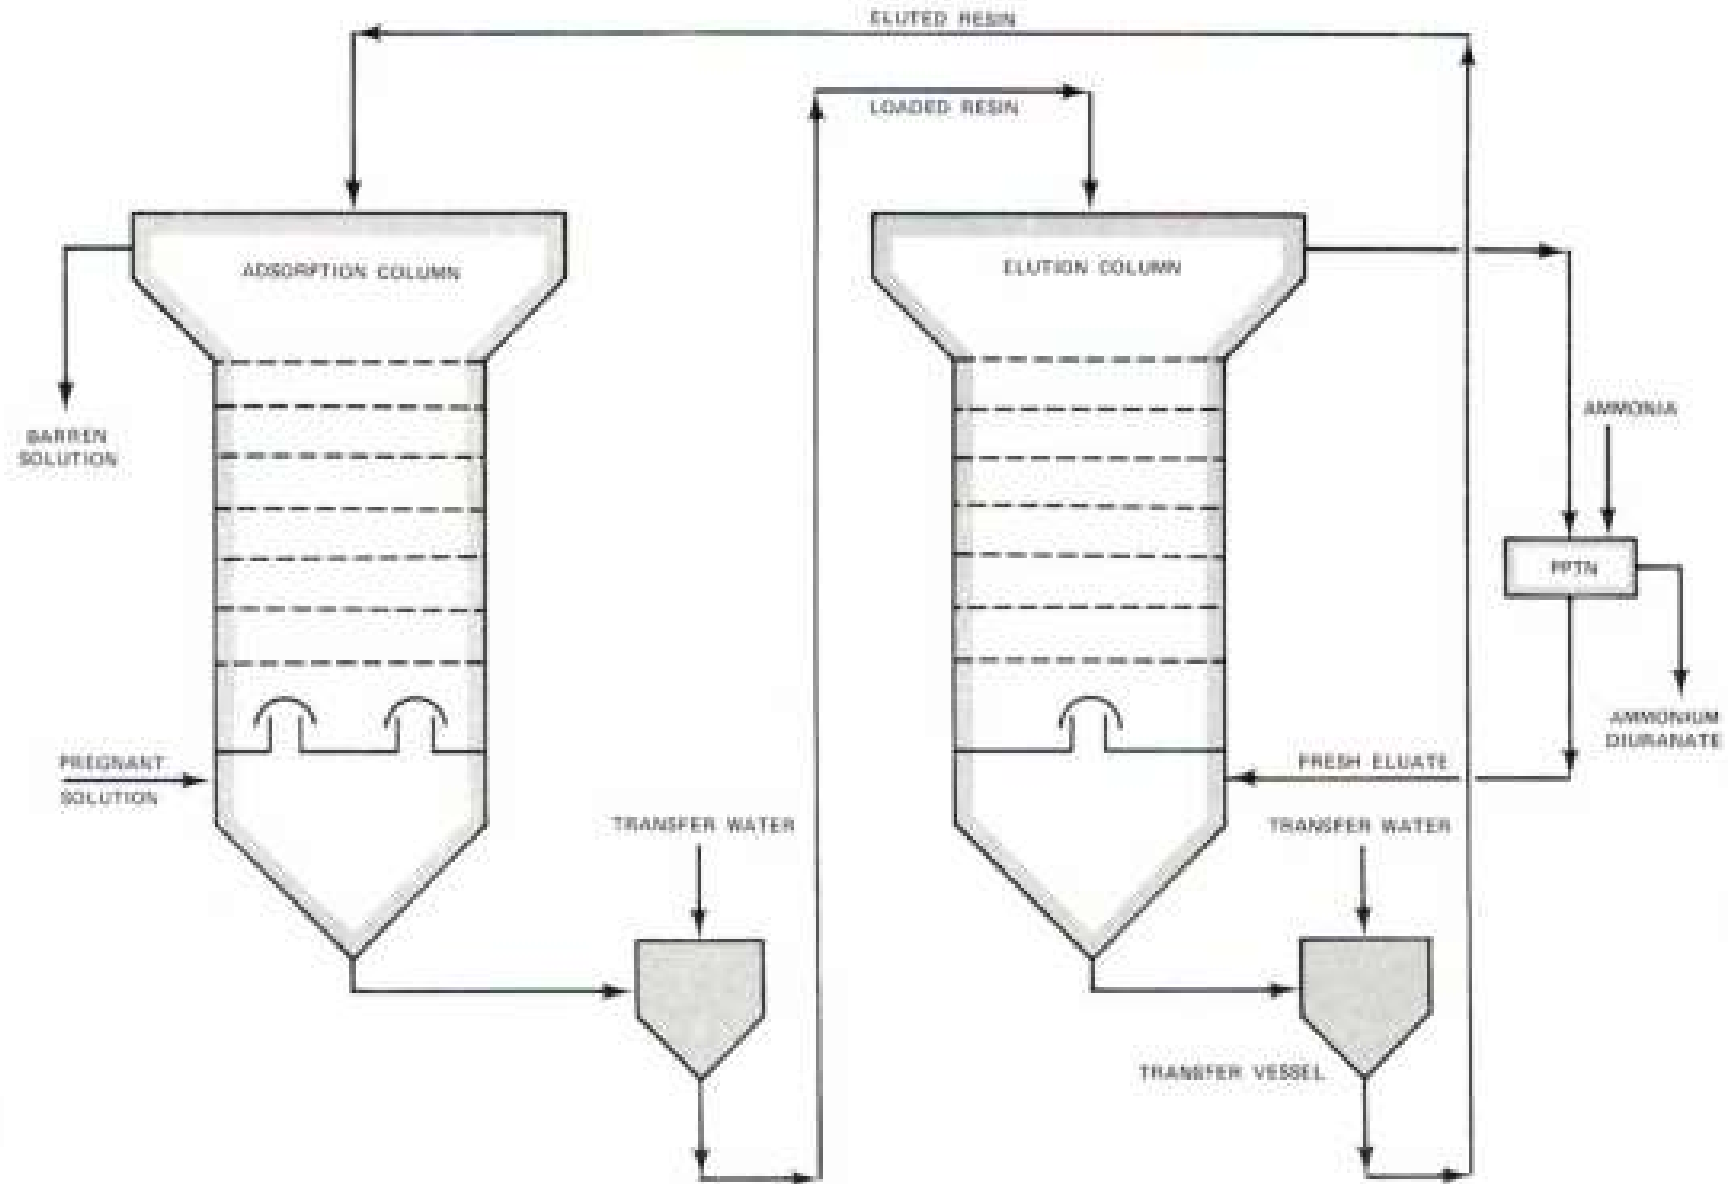 ELUTED RESIN
LOADED RESIN
ADSORPTION COLUMN
ELUTION COLUMN
BARREN
SOLUTION
AMMONIA
PPTN
AMMONIUM
DIURANATE
PREGNANT
SOLUTION
FRESH ELUATE
TRANSFER WATER
TRANSFER WATER
TRANSFER VESSEL